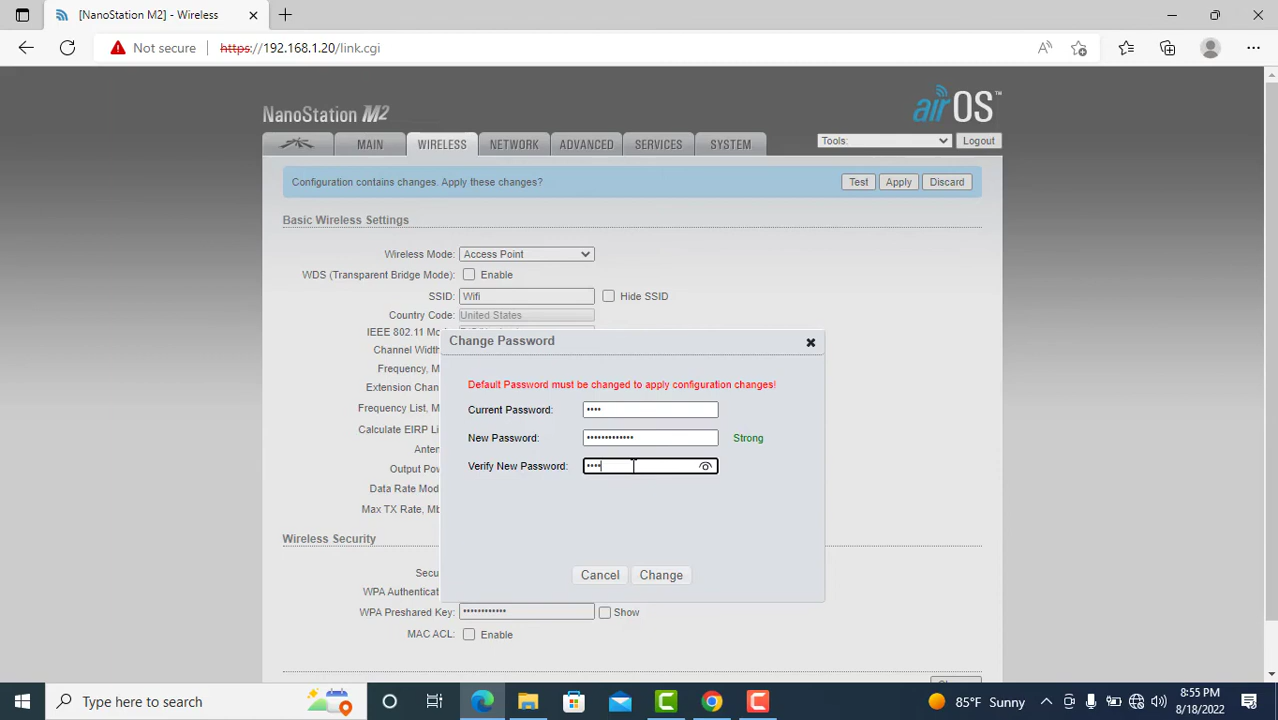 [NanoStation M2] - Wireless
Not secure https://192.168.1.20/link.cgi
NanoStation M2 airOS™
MAIN WIRELESS NETWORK ADVANCED SERVICES SYSTEM Tools: Logout
Configuration contains changes. Apply these changes? Test Apply Discard
Basic Wireless Settings
Wireless Mode: Access Point
WDS (Transparent Bridge Mode): Enable
SSID: Wifi Hide SSID
Country Code: United States
IEEE 802.11 Mo
Channel Width
Frequency, M
Extension Chan
Frequency List, M
Calculate EIRP Li
Anten
Output Pow
Data Rate Mod
Max TX Rate, Mb
Change Password
Default Password must be changed to apply configuration changes!
Current Password: ••••
New Password: ••••••••••••• Strong
Verify New Password: ••••
Cancel Change
Wireless Security
Secu
WPA Authentica
WPA Preshared Key: •••••••••••• Show
MAC ACL: Enable
Type here to search
85°F Sunny
8:55 PM
8/18/2022